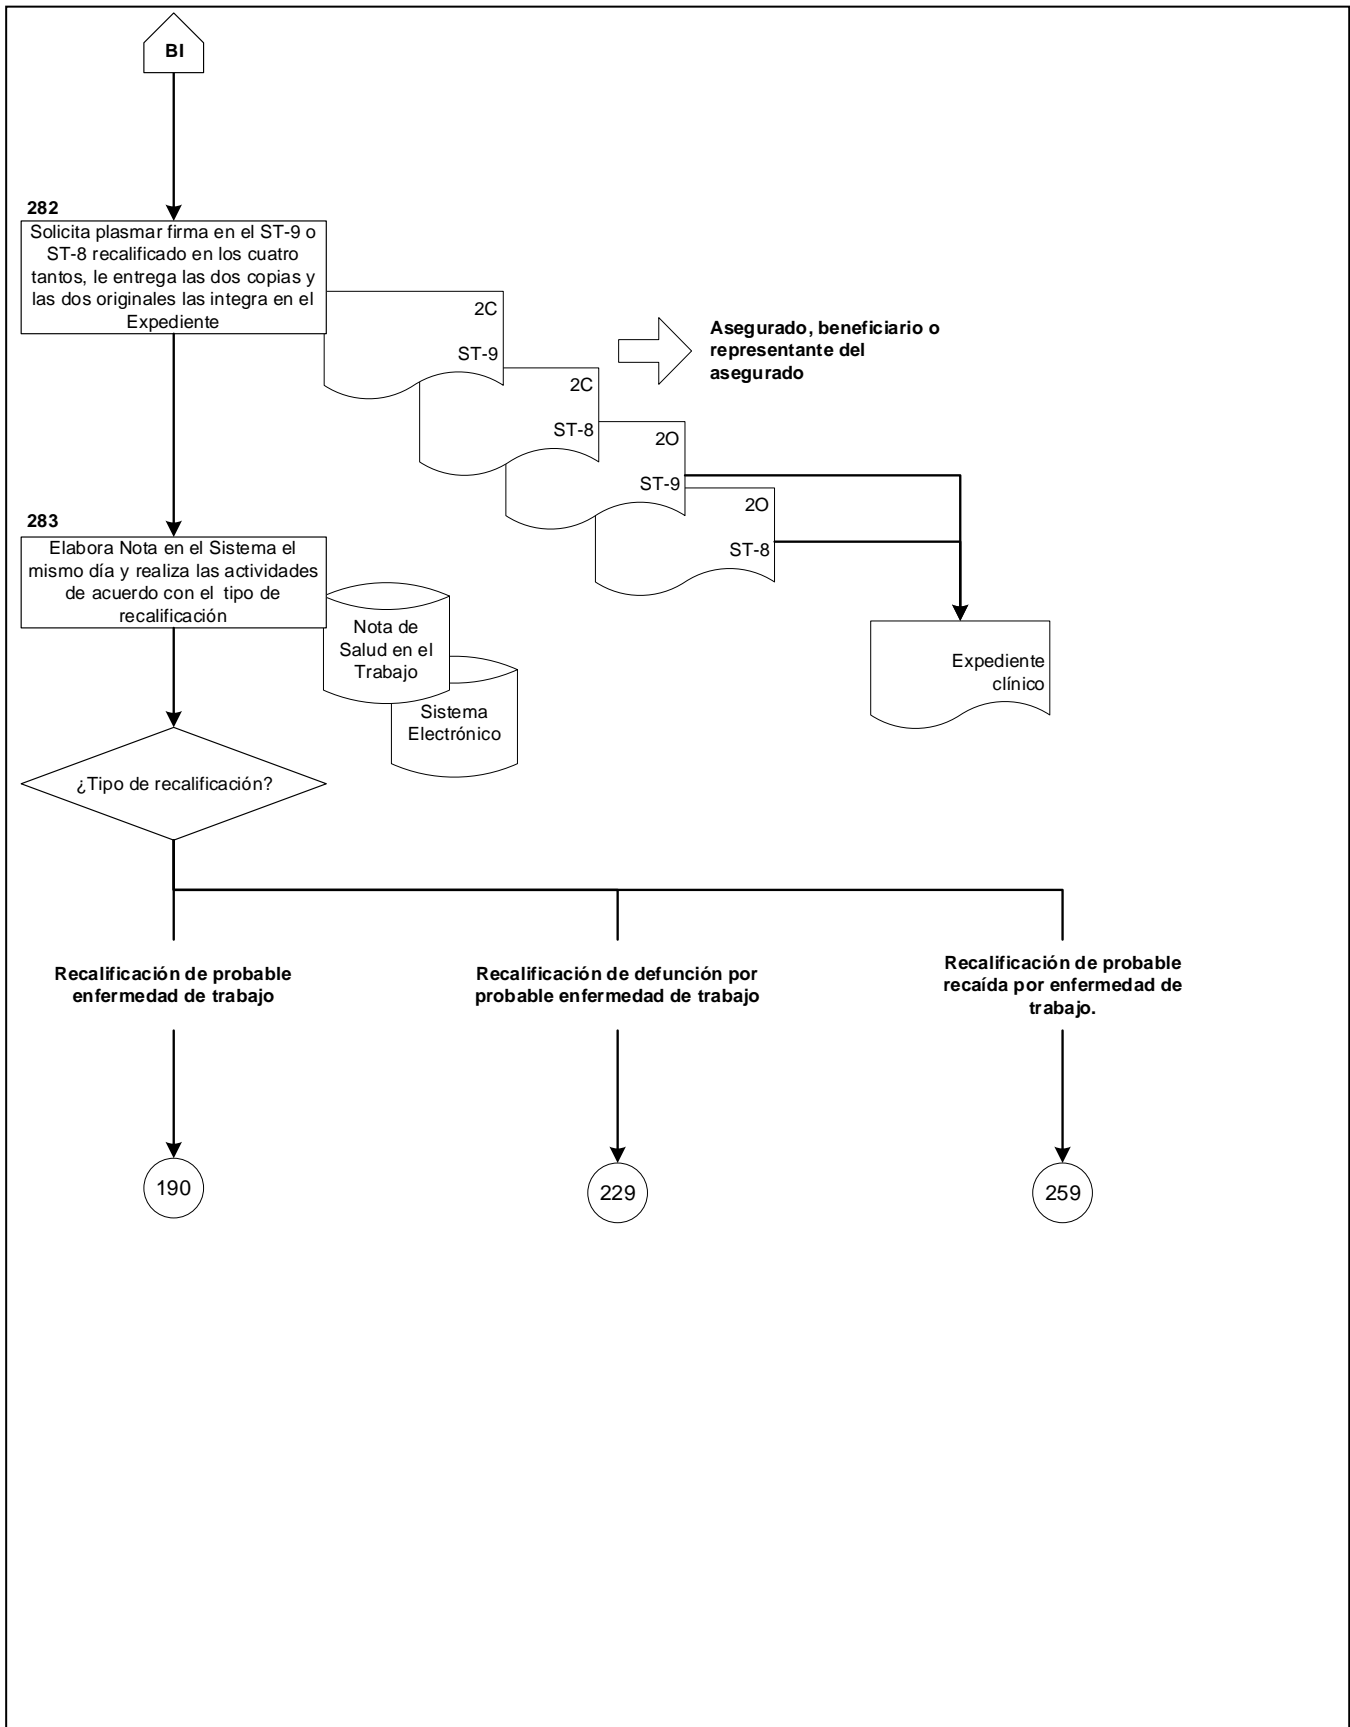 BI
282
Solicita plasmar firma en el ST-9 o
ST-8 recalificado en los cuatro
tantos, le entrega las dos copias y
las dos originales las integra en el
Expediente
2C
ST-9
Asegurado, beneficiario o
representante del
asegurado
2C
ST-8
2O
ST-9
2O
ST-8
283
Elabora Nota en el Sistema el
mismo día y realiza las actividades
de acuerdo con el tipo de
recalificación
Nota de
Salud en el
Trabajo
Sistema
Electrónico
Expediente
clínico
¿Tipo de recalificación?
Recalificación de probable
enfermedad de trabajo
Recalificación de defunción por
probable enfermedad de trabajo
Recalificación de probable
recaída por enfermedad de
trabajo.
190
229
259